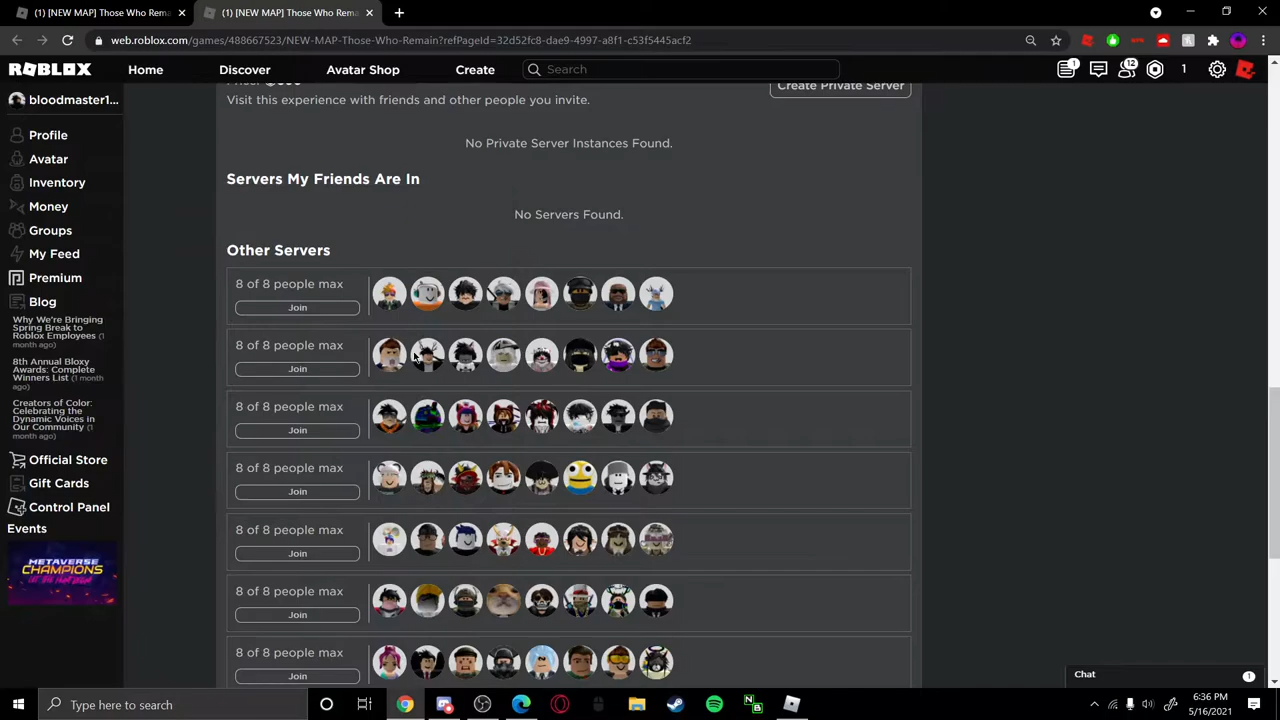 (1) [NEW MAP] Those Who Rema
(1) [NEW MAP] Those Who Rema
web.roblox.com/games/488667523/NEW-MAP-Those-Who-Remain?refPageId=32d52fc8-dae9-4997-a8f1-c53f5445acf2
ROBLOX Home Discover Avatar Shop Create Search 1 12 1
bloodmaster1...
Profile
Avatar
Inventory
Money
Groups
My Feed
Premium
Blog
Why We're Bringing
Spring Break to
Roblox Employees (1
month ago)
8th Annual Bloxy
Awards: Complete
Winners List (1
month ago)
Creators of Color:
Celebrating the
Dynamic Voices in
Our Community (1
month ago)
Official Store
Gift Cards
Control Panel
Events
METAVERSE
CHAMPIONS
Create Private Server
Visit this experience with friends and other people you invite.
No Private Server Instances Found.
Servers My Friends Are In
No Servers Found.
Other Servers
8 of 8 people max
Join
8 of 8 people max
Join
8 of 8 people max
Join
8 of 8 people max
Join
8 of 8 people max
Join
8 of 8 people max
Join
8 of 8 people max
Join
Chat 1
Type here to search
N
B
6:36 PM
5/16/2021